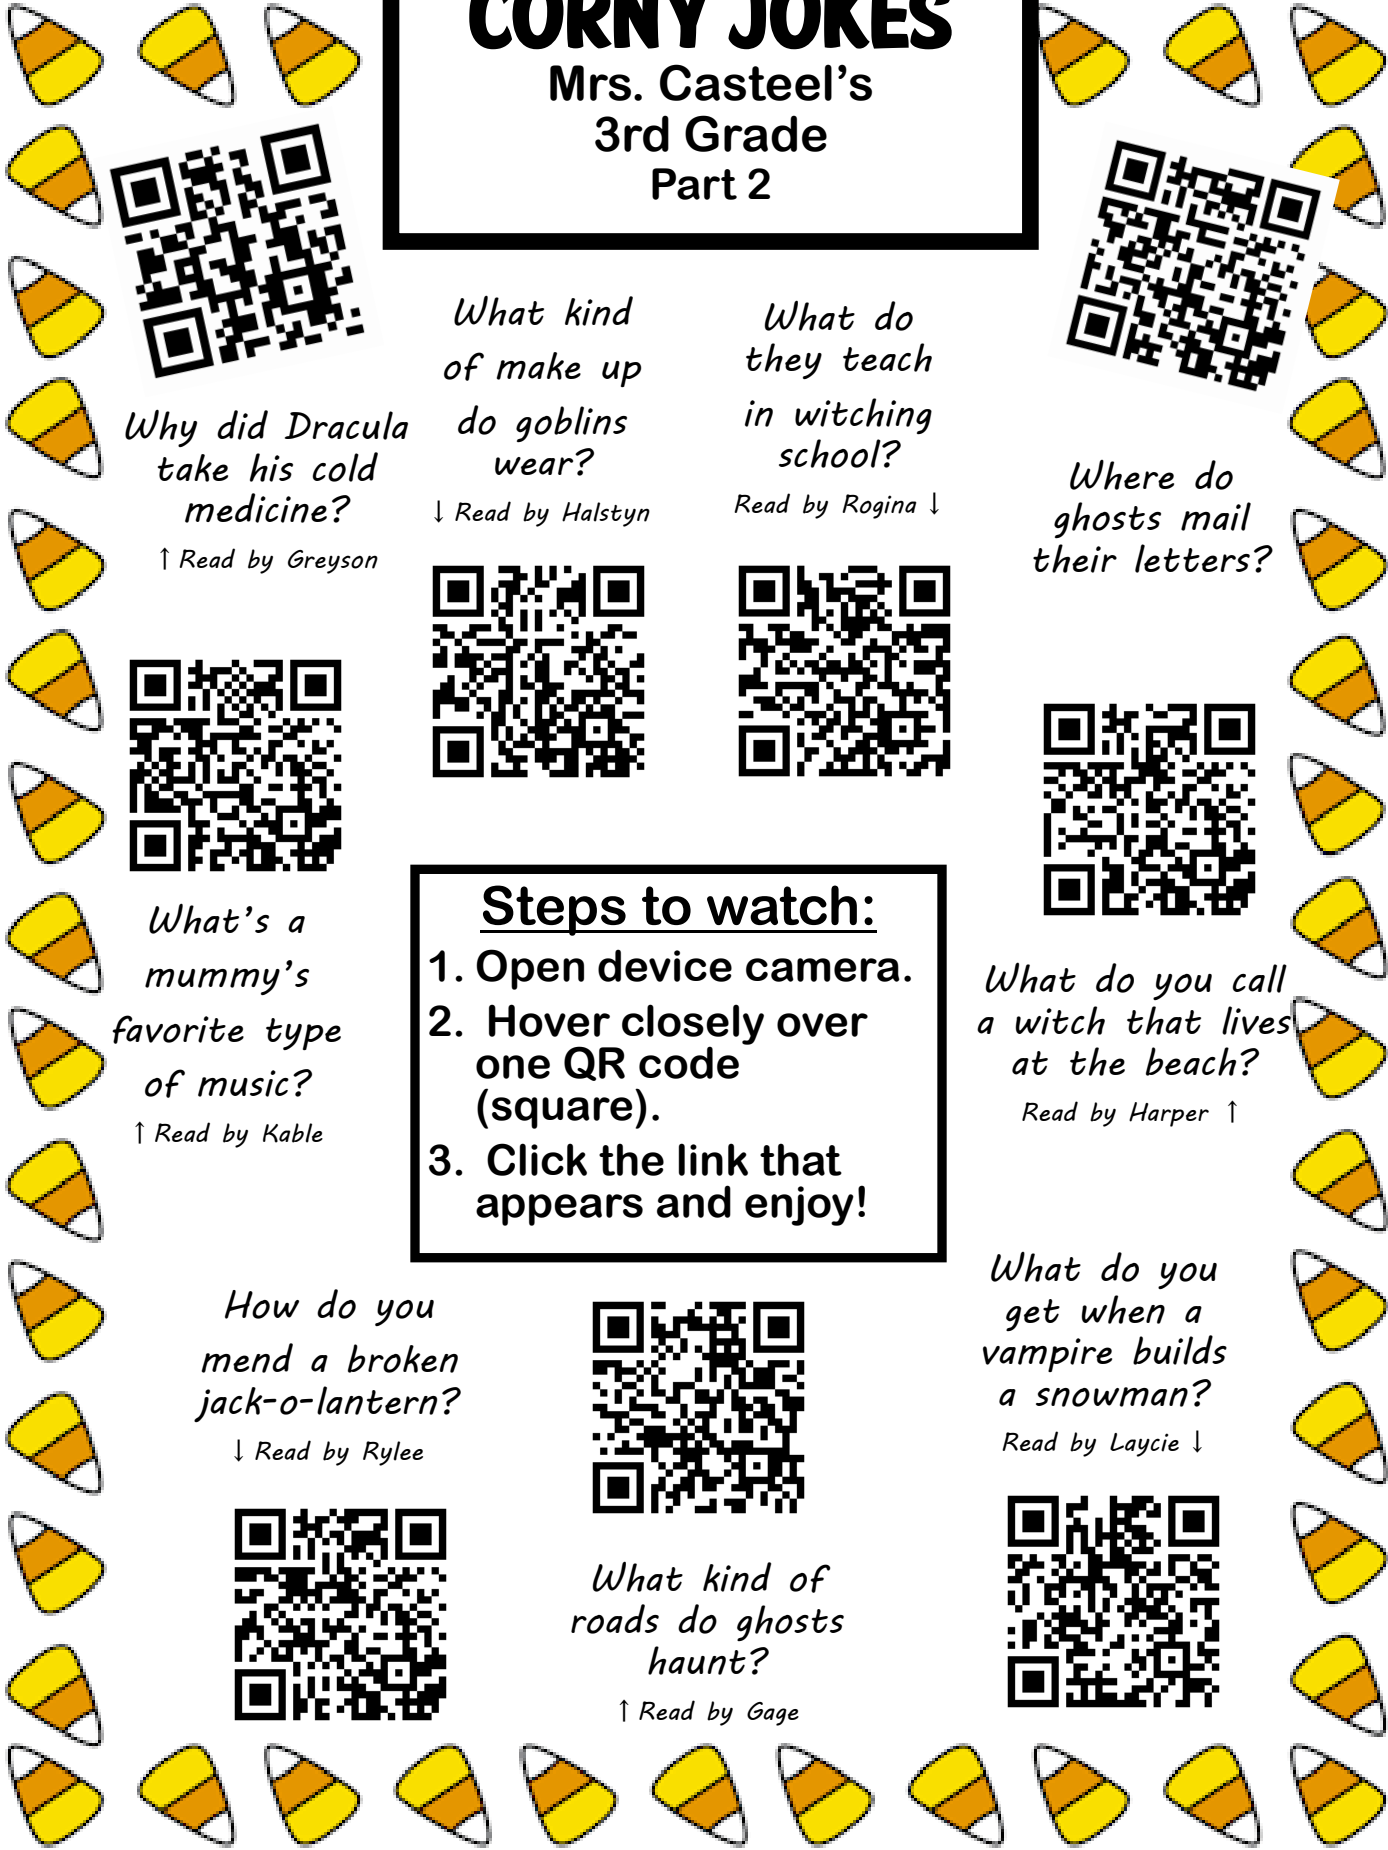 CORNY JOKES
Mrs. Casteel’s
3rd Grade
Part 2
Why did Dracula
take his cold
medicine?
↑ Read by Greyson
What kind
of make up
do goblins
wear?
↓ Read by Halstyn
What do
they teach
in witching
school?
Read by Rogina ↓
Where do
ghosts mail
their letters?
What’s a
mummy’s
favorite type
of music?
↑ Read by Kable
Steps to watch:
1. Open device camera.
2. Hover closely over
one QR code
(square).
3. Click the link that
appears and enjoy!
What do you call
a witch that lives
at the beach?
Read by Harper ↑
How do you
mend a broken
jack-o-lantern?
↓ Read by Rylee
What kind of
roads do ghosts
haunt?
↑ Read by Gage
What do you
get when a
vampire builds
a snowman?
Read by Laycie ↓